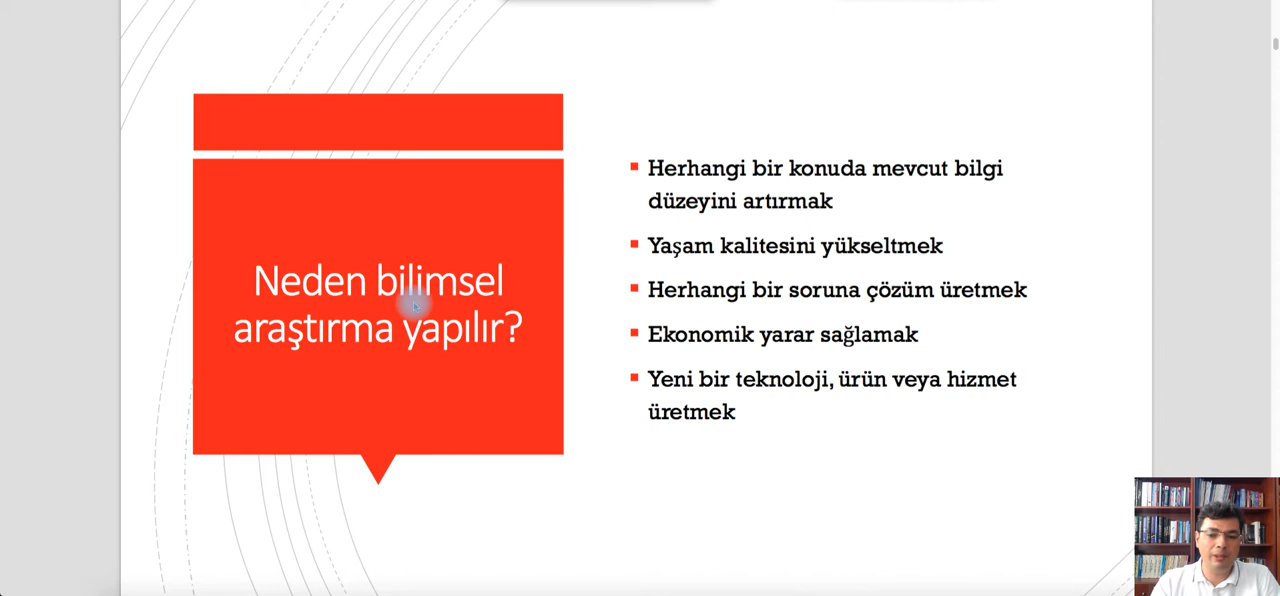 Neden bilimsel
araştırma yapılır?
Herhangi bir konuda mevcut bilgi
düzeyini artırmak
Yaşam kalitesini yükseltmek
Herhangi bir soruna çözüm üretmek
Ekonomik yarar sağlamak
Yeni bir teknoloji, ürün veya hizmet
üretmek